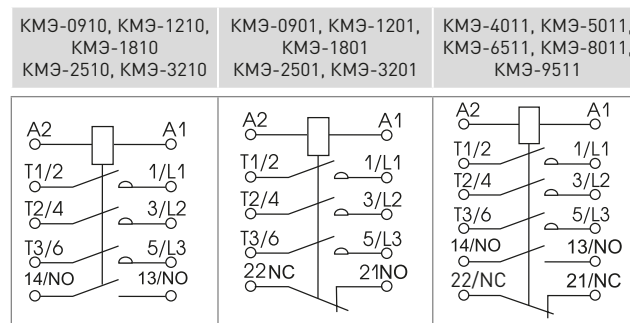 КМЭ-0910, КМЭ-1210,
КМЭ-1810
КМЭ-2510, КМЭ-3210
КМЭ-0901, КМЭ-1201,
КМЭ-1801
КМЭ-2501, КМЭ-3201
КМЭ-4011, КМЭ-5011,
КМЭ-6511, КМЭ-8011,
КМЭ-9511
A2 A1
T1/2 1/L1
T2/4 3/L2
T3/6 5/L3
14/NO 13/NO
A2 A1
T1/2 1/L1
T2/4 3/L2
T3/6 5/L3
22NC 21NO
A2 A1
T1/2 1/L1
T2/4 3/L2
T3/6 5/L3
14/NO 13/NO
22/NC 21/NC